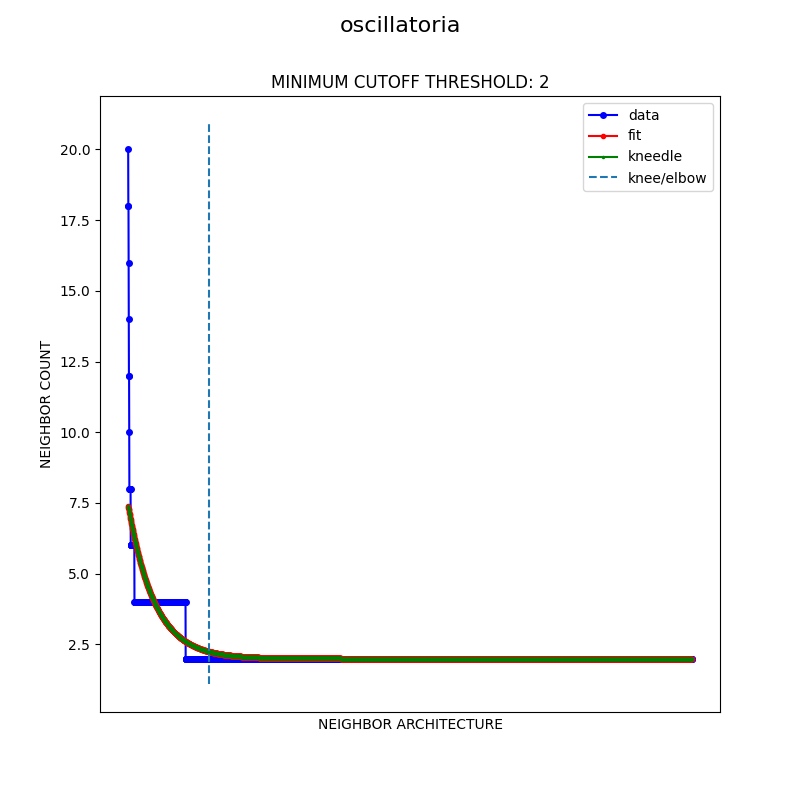 oscillatoria
MINIMUM CUTOFF THRESHOLD: 2
data
fit
kneedle
knee/elbow
20.0
17.5
15.0
12.5
10.0
7.5
5.0
2.5
NEIGHBOR COUNT
NEIGHBOR ARCHITECTURE